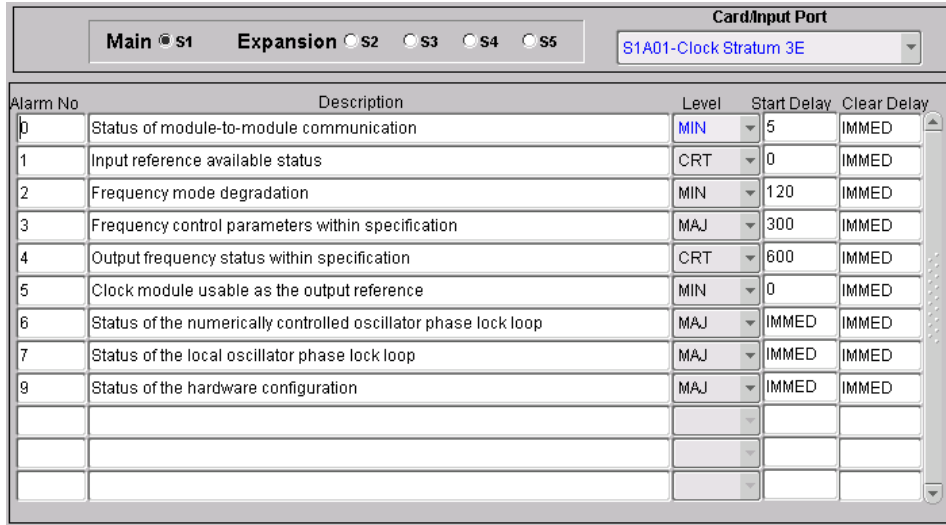 Card/Input Port
Main S1 Expansion S2 S3 S4 S5
S1A01-Clock Stratum 3E
Alarm No Description Level Start Delay Clear Delay
0 Status of module-to-module communication MIN 5 IMMED
1 Input reference available status CRT 0 IMMED
2 Frequency mode degradation MIN 120 IMMED
3 Frequency control parameters within specification MAJ 300 IMMED
4 Output frequency status within specification CRT 600 IMMED
5 Clock module usable as the output reference MIN 0 IMMED
6 Status of the numerically controlled oscillator phase lock loop MAJ IMMED IMMED
7 Status of the local oscillator phase lock loop MAJ IMMED IMMED
9 Status of the hardware configuration MAJ IMMED IMMED